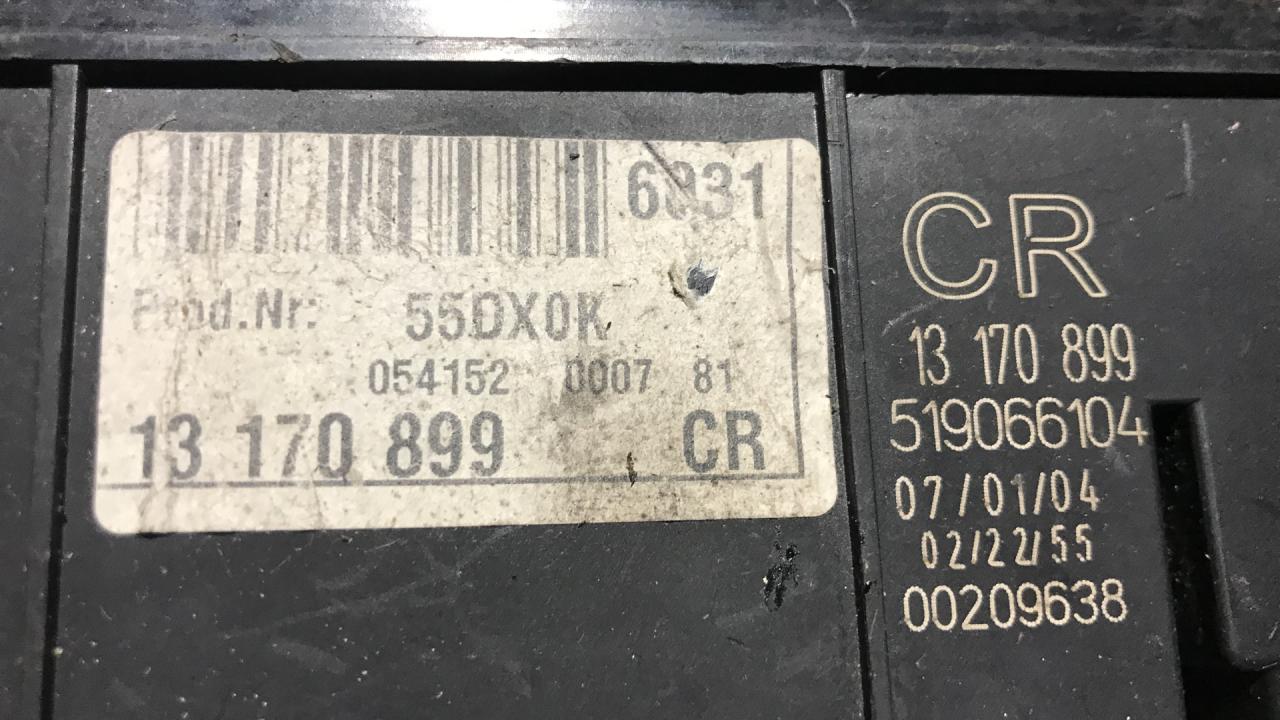 6031
Prod.Nr: 55DX0K
054152 0007 81
13 170 899 CR
CR
13 170 899
519066104
07/01/04
02/22/55
00209638